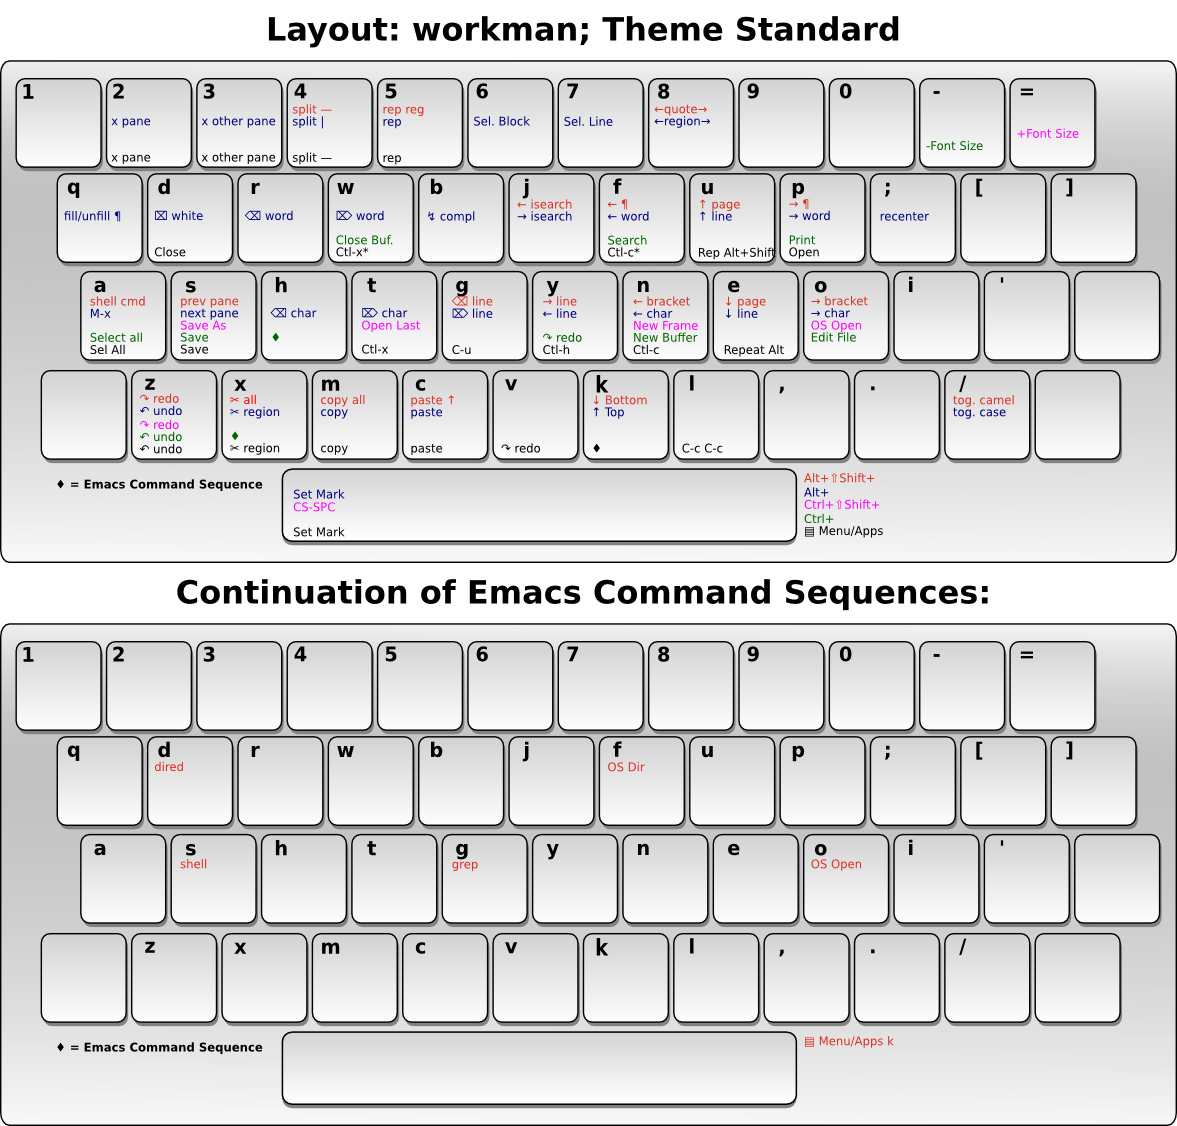 Layout: workman; Theme Standard
1
2
x pane
x pane
3
x other pane
x other pane
4
split —
split |
split —
5
rep reg
rep
rep
6
Sel. Block
7
Sel. Line
8
←quote→
←region→
9
0
-
-Font Size
=
+Font Size
q
fill/unfill ¶
d
⌧ white
Close
r
⌫ word
w
⌦ word
Close Buf.
Ctl-x*
b
↯ compl
j
← isearch
→ isearch
f
← ¶
← word
Search
Ctl-c*
u
↑ page
↑ line
Rep Alt+Shift
p
→ ¶
→ word
Print
Open
;
recenter
[
]
a
shell cmd
M-x
Select all
Sel All
s
prev pane
next pane
Save As
Save
Save
h
⌫ char
♦
t
⌦ char
Open Last
Ctl-x
g
⌫ line
⌦ line
C-u
y
→ line
← line
↷ redo
Ctl-h
n
← bracket
← char
New Frame
New Buffer
Ctl-c
e
↓ page
↓ line
Repeat Alt
o
→ bracket
→ char
OS Open
Edit File
i
'
z
↷ redo
↶ undo
↷ redo
↶ undo
↶ undo
x
✂ all
✂ region
♦
✂ region
m
copy all
copy
copy
c
paste ↑
paste
paste
v
↷ redo
k
↓ Bottom
↑ Top
♦
l
C-c C-c
,
.
/
tog. camel
tog. case
♦ = Emacs Command Sequence
Set Mark
CS-SPC
Set Mark
Alt+⇧Shift+
Alt+
Ctrl+⇧Shift+
Ctrl+
▤ Menu/Apps
Continuation of Emacs Command Sequences:
1
2
3
4
5
6
7
8
9
0
-
=
q
d
dired
r
w
b
j
f
OS Dir
u
p
;
[
]
a
s
shell
h
t
g
grep
y
n
e
o
OS Open
i
'
z
x
m
c
v
k
l
,
.
/
♦ = Emacs Command Sequence
▤ Menu/Apps k